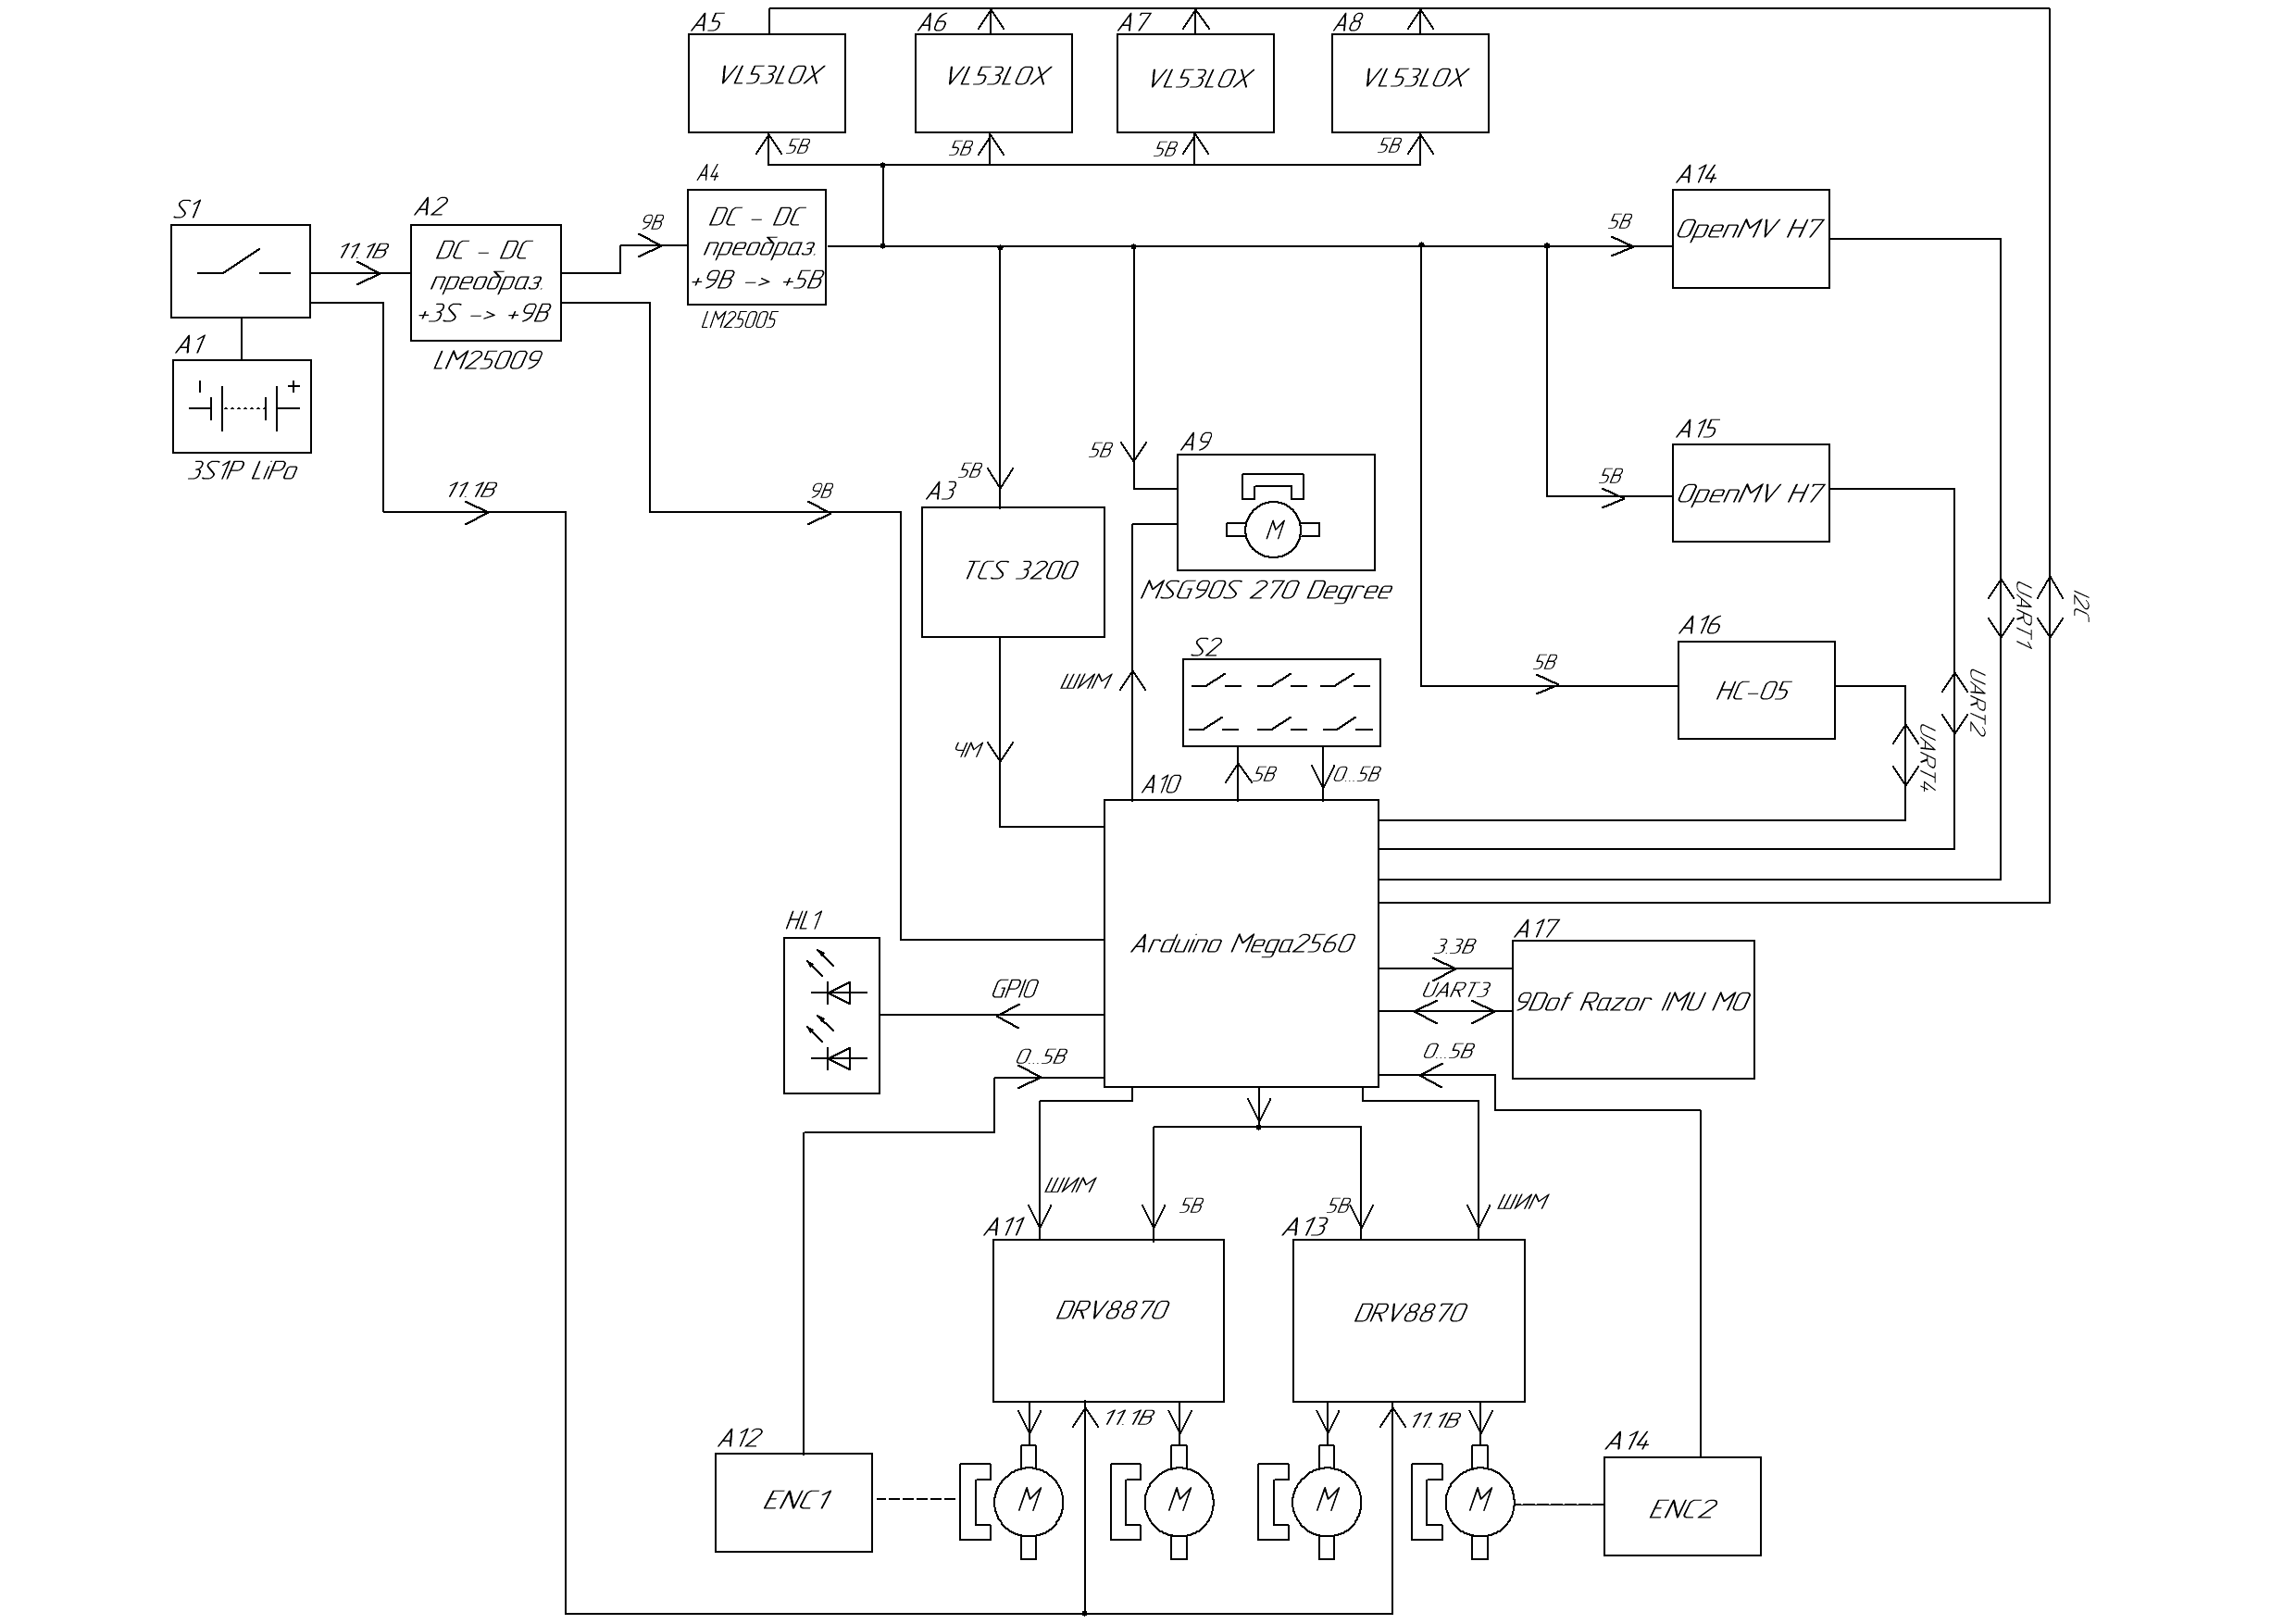 A5
A6
A7
A8
VL53LOX
VL53LOX
VL53LOX
VL53LOX
5В
5В
5В
5В
S1
11.1В
A2
DC - DC
преобраз.
+3S -> +9В
LM25009
9В
A4
DC - DC
преобраз.
+9В -> +5В
LM25005
5В
A14
OpenMV H7
A1
3S1P LiPo
11.1В
9В
5В
A3
TCS 3200
5В
A9
M
MSG90S 270 Degree
5В
A15
OpenMV H7
UART1
I2C
ШИМ
S2
5В
A16
HC-05
UART2
UART4
ЧМ
5В
0...5В
A10
Arduino Mega2560
HL1
GPIO
0...5В
3.3В
UART3
0...5В
A17
9Dof Razor IMU M0
ШИМ
5В
5В
ШИМ
A11
DRV8870
A13
DRV8870
11.1В
11.1В
A12
ENC1
M
M
M
M
A14
ENC2